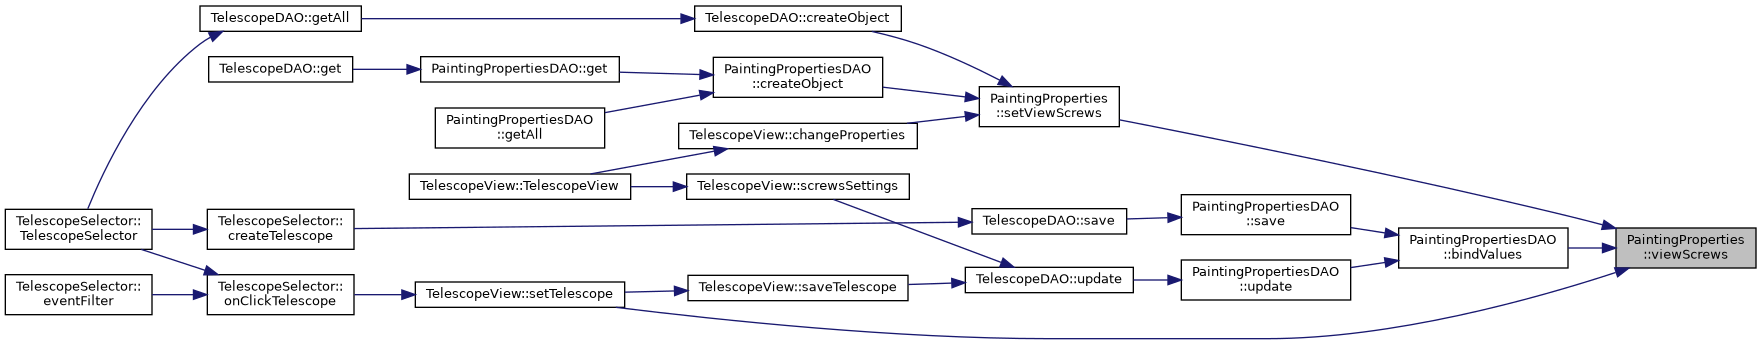 TelescopeDAO::getAll
TelescopeDAO::createObject
TelescopeDAO::get
PaintingPropertiesDAO::get
PaintingPropertiesDAO
::createObject
PaintingProperties
::setViewScrews
PaintingPropertiesDAO
::getAll
TelescopeView::changeProperties
TelescopeView::TelescopeView
TelescopeView::screwsSettings
TelescopeSelector::
TelescopeSelector
TelescopeSelector::
createTelescope
TelescopeDAO::save
PaintingPropertiesDAO
::save
PaintingPropertiesDAO
::bindValues
PaintingProperties
::viewScrews
TelescopeSelector::
eventFilter
TelescopeSelector::
onClickTelescope
TelescopeView::setTelescope
TelescopeView::saveTelescope
TelescopeDAO::update
PaintingPropertiesDAO
::update